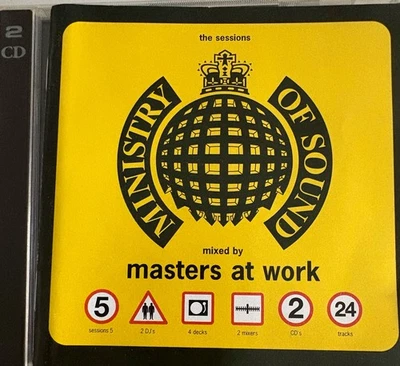 2
CD
the sessions
MINISTRY OF SOUND
mixed by
masters at work
5
2
24
sessions 5
2 DJ's
4 decks
2 mixers
CD's
tracks